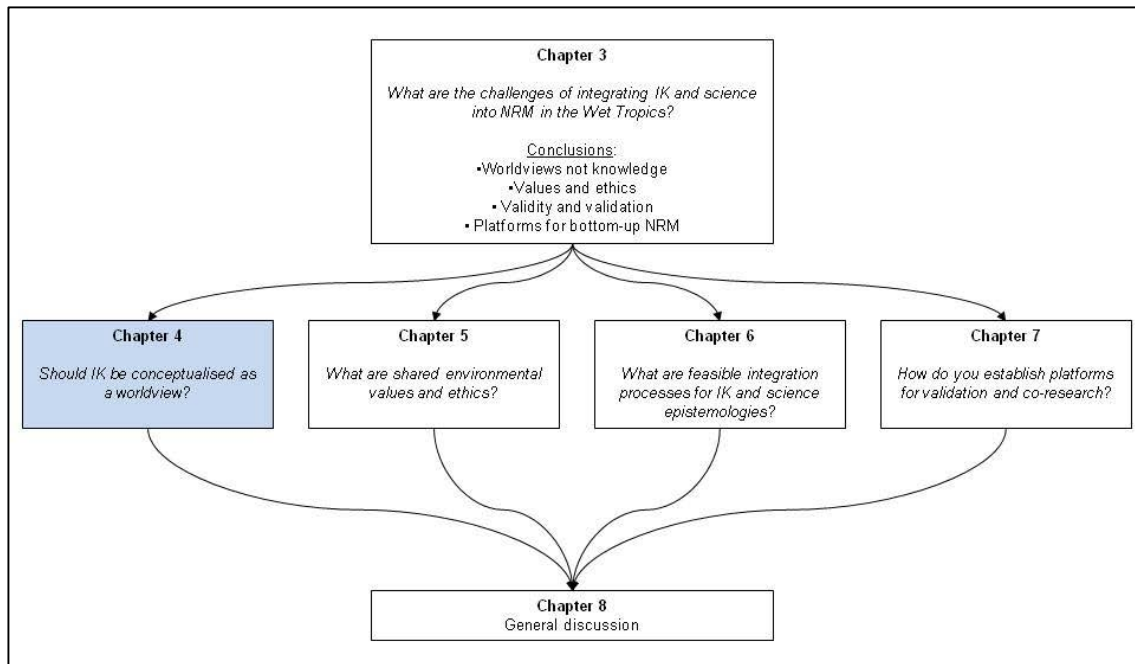 Chapter 3
What are the challenges of integrating IK and science
into NRM in the Wet Tropics?
Conclusions:
▪Worldviews not knowledge
▪Values and ethics
▪Validity and validation
▪ Platforms for bottom-up NRM
Chapter 4
Should IK be conceptualised as
a worldview?
Chapter 5
What are shared environmental
values and ethics?
Chapter 6
What are feasible integration
processes for IK and science
epistemologies?
Chapter 7
How do you establish platforms
for validation and co-research?
Chapter 8
General discussion